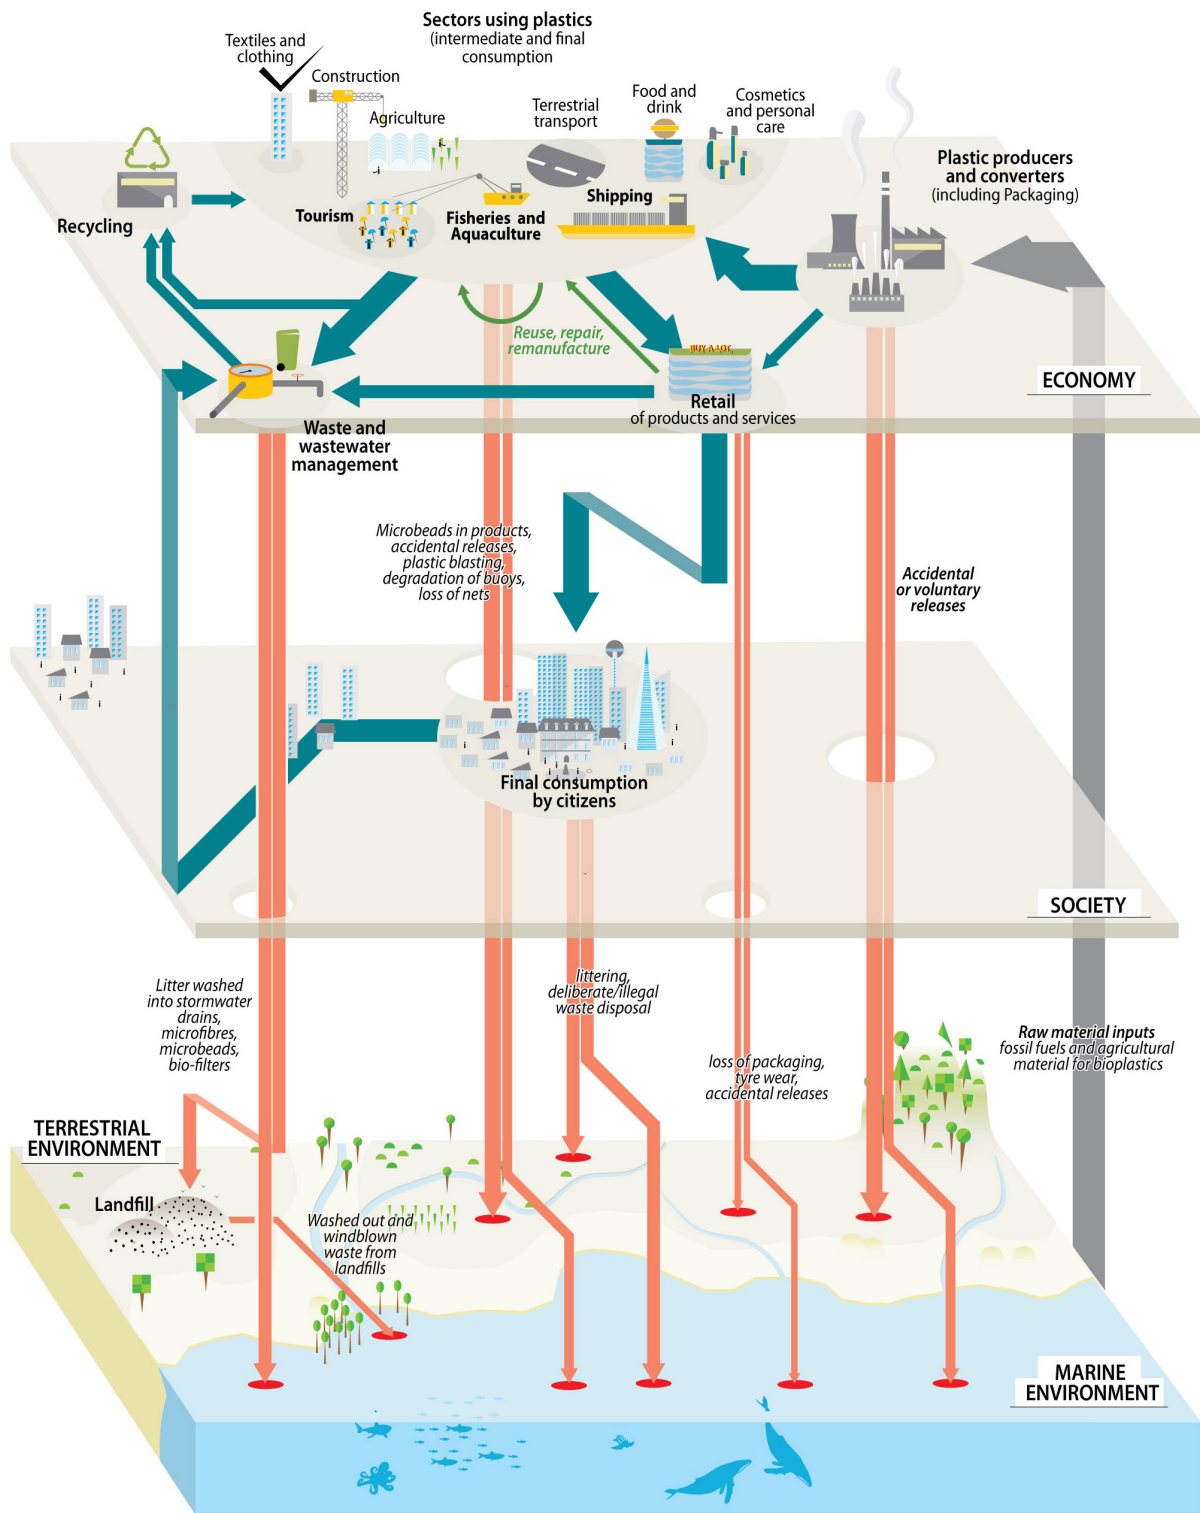 Sectors using plastics
(intermediate and final
consumption
Textiles and
clothing
Construction
Agriculture
Terrestrial
transport
Food and
drink
Cosmetics
and personal
care
Plastic producers
and converters
(including Packaging)
Recycling
Tourism
Fisheries and
Aquaculture
Shipping
Reuse, repair,
remanufacture
BUY-A-LOT
Retail
of products and services
ECONOMY
Waste and
wastewater
management
Microbeads in products,
accidental releases,
plastic blasting,
degradation of buoys,
loss of nets
Accidental
or voluntary
releases
Final consumption
by citizens
SOCIETY
Litter washed
into stormwater
drains,
microfibres,
microbeads,
bio-filters
littering,
deliberate/illegal
waste disposal
loss of packaging,
tyre wear,
accidental releases
Raw material inputs
fossil fuels and agricultural
material for bioplastics
TERRESTRIAL
ENVIRONMENT
Landfill
Washed out and
windblown
waste from
landfills
MARINE
ENVIRONMENT